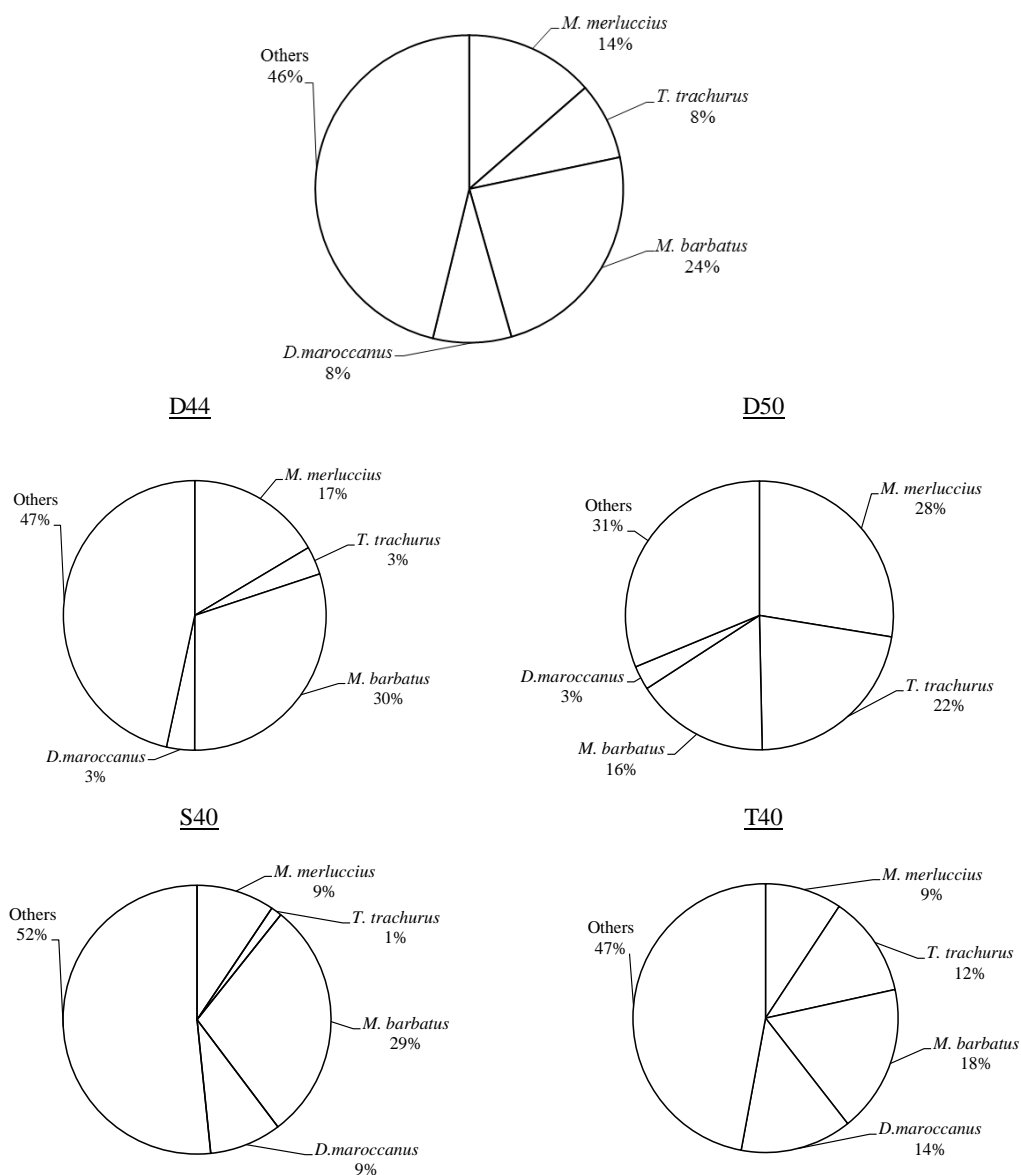 M. merluccius
14%
Others
46%
T. trachurus
8%
M. barbatus
24%
D.maroccanus
8%
D44
M. merluccius
17%
Others
47%
T. trachurus
3%
M. barbatus
30%
D.maroccanus
3%
D50
M. merluccius
28%
Others
31%
D.maroccanus
3%
T. trachurus
22%
M. barbatus
16%
S40
M. merluccius
9%
Others
52%
T. trachurus
1%
M. barbatus
29%
D.maroccanus
9%
T40
M. merluccius
9%
Others
47%
T. trachurus
12%
M. barbatus
18%
D.maroccanus
14%